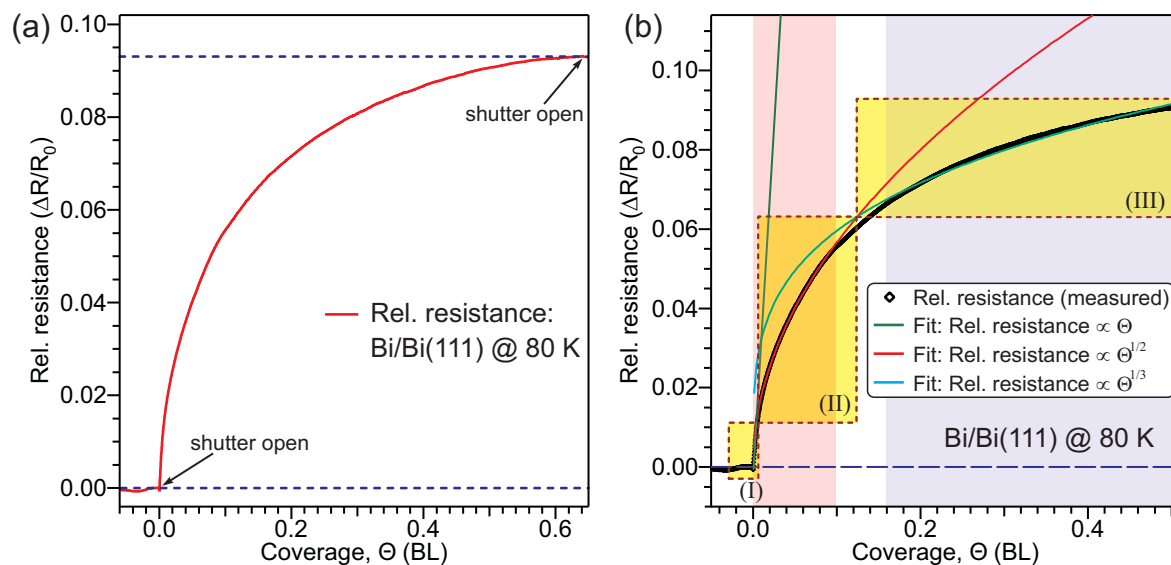 (a)
0.10
0.08
0.06
0.04
0.02
0.00
Rel. resistance (ΔR/R₀)
shutter open
Rel. resistance:
Bi/Bi(111) @ 80 K
shutter open
0.0 0.2 0.4 0.6
Coverage, Θ (BL)
(b)
0.10
0.08
0.06
0.04
0.02
0.00
Rel. resistance (ΔR/R₀)
(III)
Rel. resistance (measured)
Fit: Rel. resistance ∝ Θ
Fit: Rel. resistance ∝ Θ^1/2
Fit: Rel. resistance ∝ Θ^1/3
(II)
Bi/Bi(111) @ 80 K
(I)
0.0 0.2 0.4
Coverage, Θ (BL)